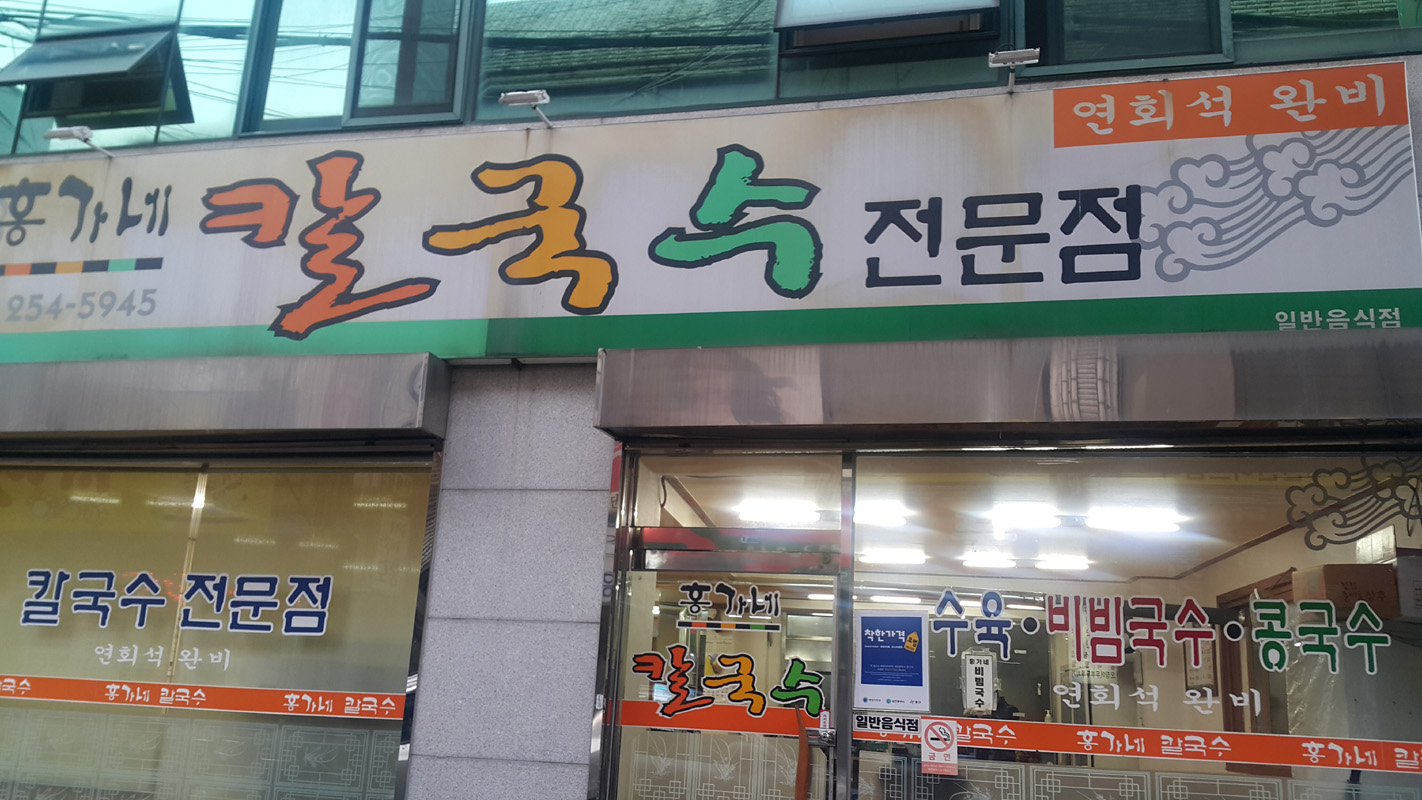 연회석 완비
홍가네 칼국수 전문점
254-5945
일반음식점
칼국수 전문점
연회석 완비
홍가네 칼국수 홍가네 칼국수
홍가네
칼국수
착한가격
홍가네
비빔국수
수육·비빔국수·콩국수
연회석 완비
일반음식점
금연
칼국수 홍가네 칼국수 홍가네